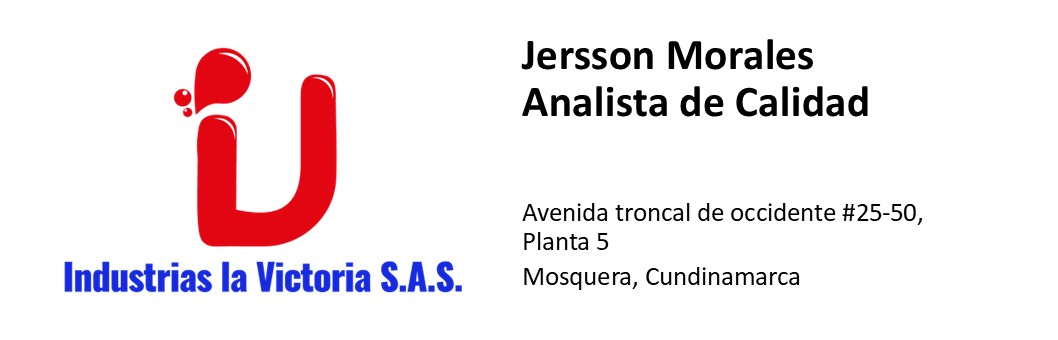 Jersson Morales
Analista de Calidad
Avenida troncal de occidente #25-50,
Planta 5
Mosquera, Cundinamarca
Industrias la Victoria S.A.S.